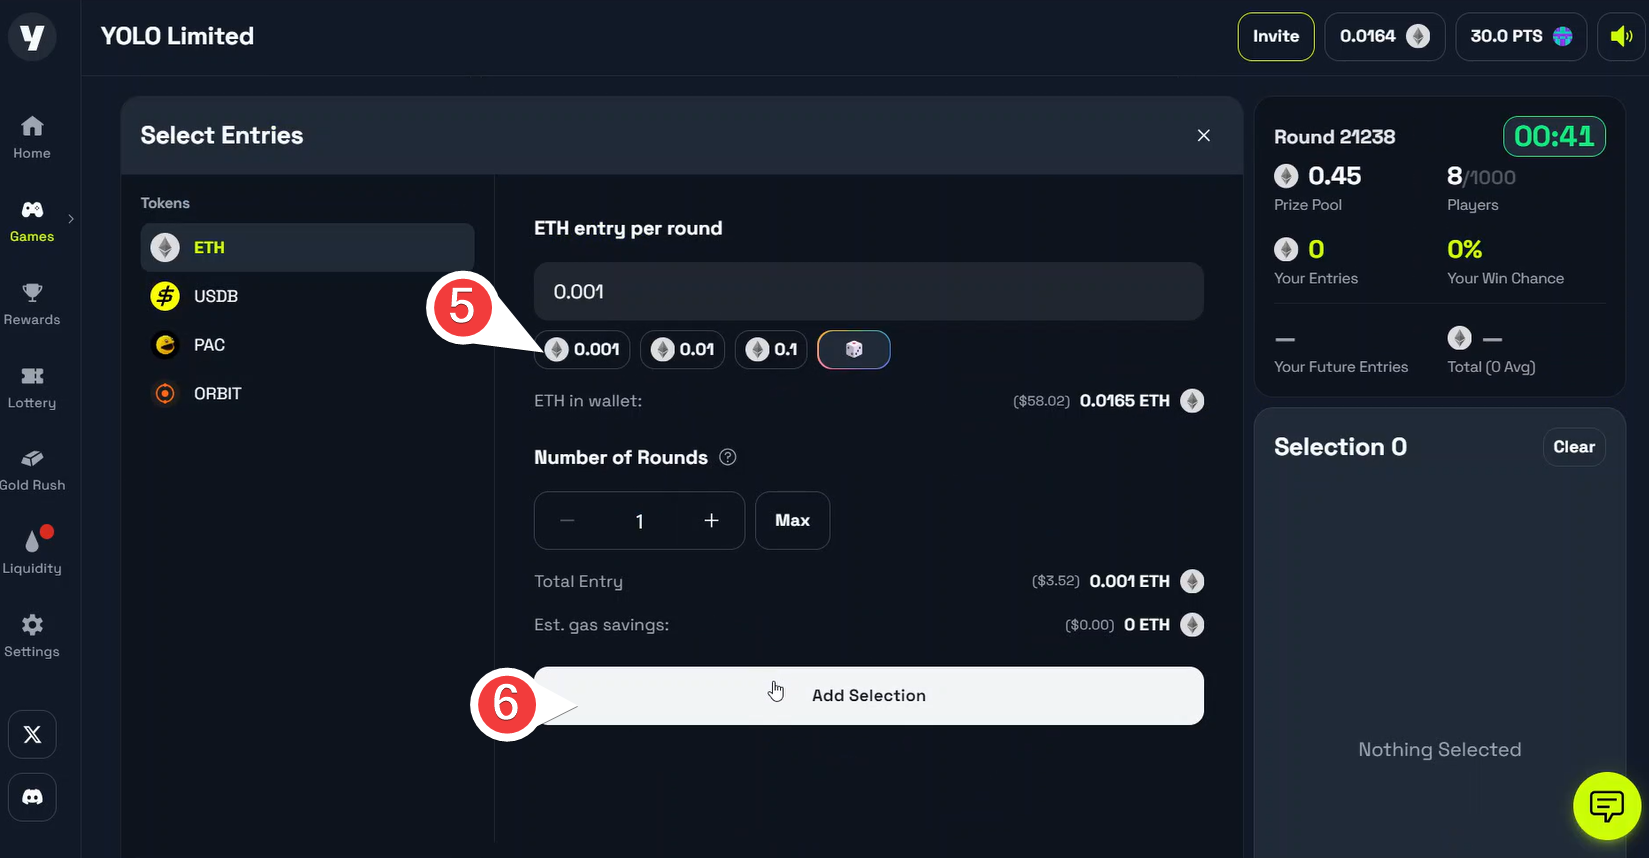 YOLO Limited
Invite
0.0164
30.0 PTS
Home
Games
Rewards
Lottery
Gold Rush
Liquidity
Settings
Select Entries
Tokens
ETH
USDB
PAC
ORBIT
ETH entry per round
0.001
5
0.001
0.01
0.1
ETH in wallet:
($58.02) 0.0165 ETH
Number of Rounds ?
− 1 +
Max
Total Entry
($3.52) 0.001 ETH
Est. gas savings:
($0.00) 0 ETH
6
Add Selection
Round 21238
00:41
0.45
Prize Pool
8/1000
Players
0
Your Entries
0%
Your Win Chance
—
Your Future Entries
—
Total (0 Avg)
Selection 0
Clear
Nothing Selected